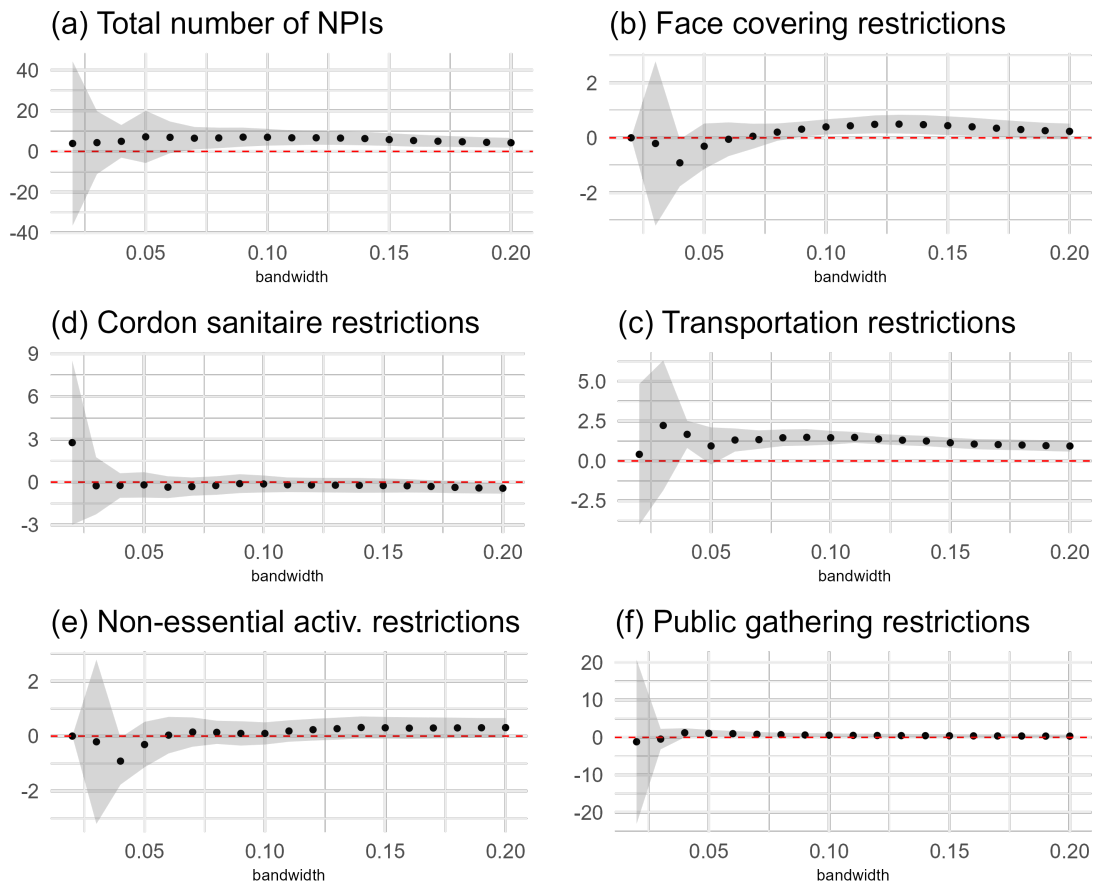 (a) Total number of NPIs
40
20
0
-20
-40
0.05 0.10 0.15 0.20
bandwidth
(b) Face covering restrictions
2
0
-2
0.05 0.10 0.15 0.20
bandwidth
(d) Cordon sanitaire restrictions
9
6
3
0
-3
0.05 0.10 0.15 0.20
bandwidth
(c) Transportation restrictions
5.0
2.5
0.0
-2.5
0.05 0.10 0.15 0.20
bandwidth
(e) Non-essential activ. restrictions
2
0
-2
0.05 0.10 0.15 0.20
bandwidth
(f) Public gathering restrictions
20
10
0
-10
-20
0.05 0.10 0.15 0.20
bandwidth